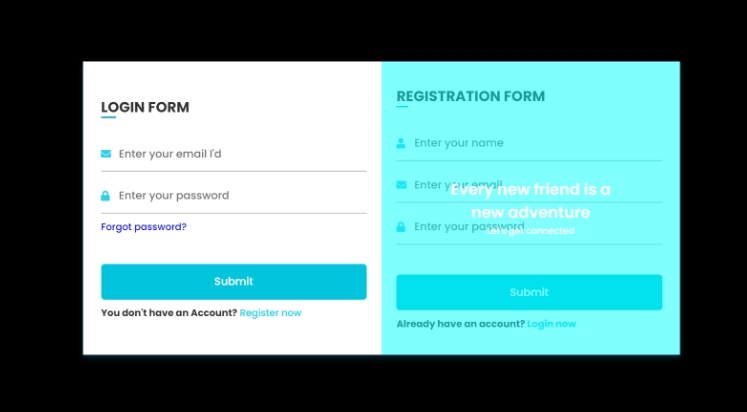 LOGIN FORM
Enter your email I'd
Enter your password
Forgot password?
Submit
You don't have an Account? Register now
REGISTRATION FORM
Enter your name
Enter your email
Every new friend is a
new adventure
Enter your password
Let's get connected
Submit
Already have an account? Login now